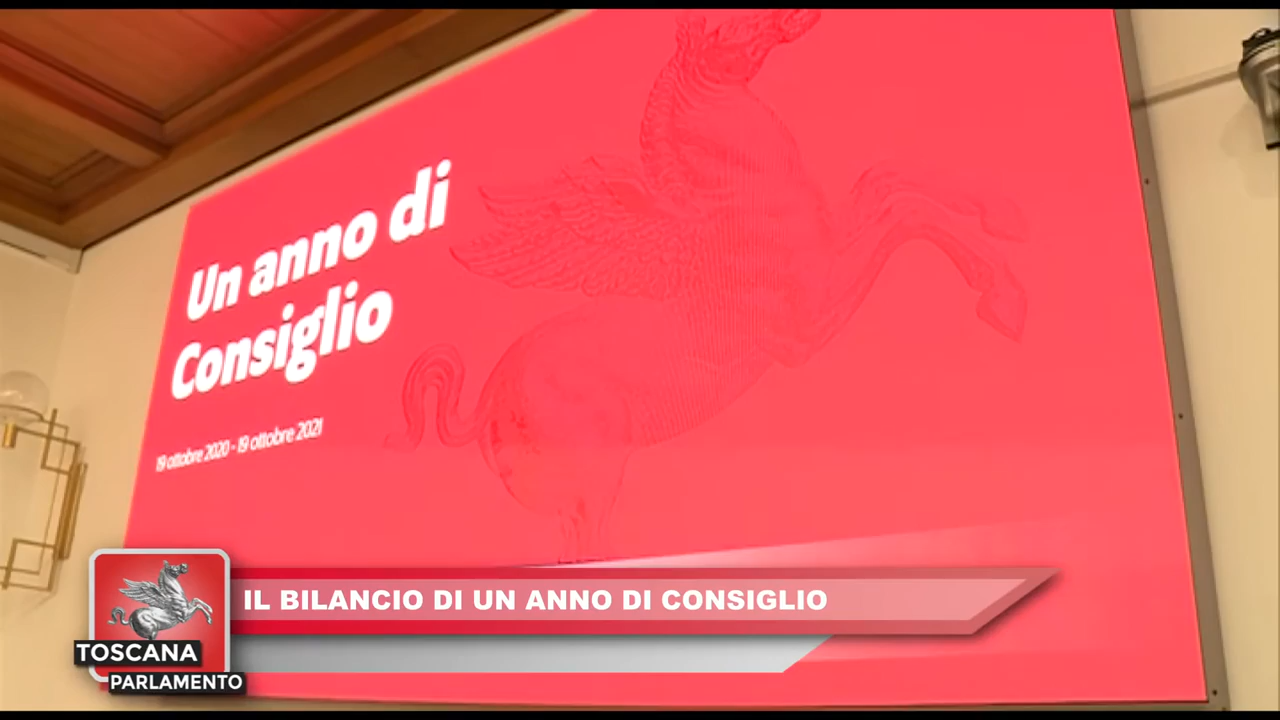 Un anno di
Consiglio
19 ottobre 2020 - 19 ottobre 2021
IL BILANCIO DI UN ANNO DI CONSIGLIO
TOSCANA
PARLAMENTO